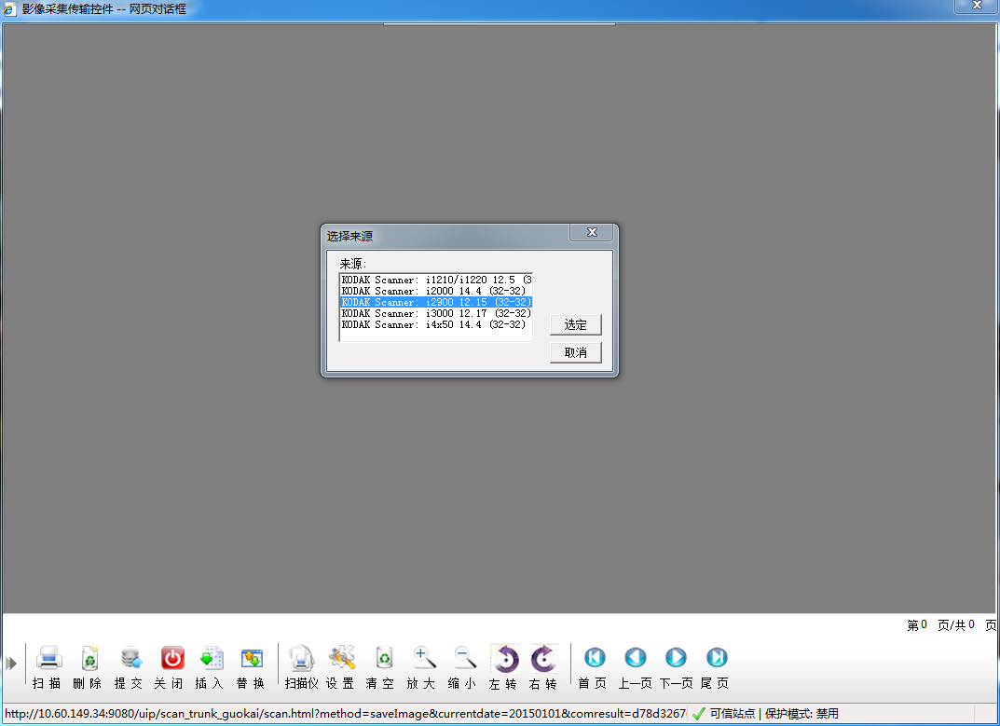 影像采集传输控件 -- 网页对话框
选择来源
来源:
KODAK Scanner: i1210/i1220 12.5 (3
KODAK Scanner: i2000 14.4 (32-32)
KODAK Scanner: i2900 12.15 (32-32)
KODAK Scanner: i3000 12.17 (32-32)
KODAK Scanner: i4x50 14.4 (32-32)
选定
取消
第0 页/共0 页
扫描 删除 提交 关闭 插入 替换 扫描仪 设置 清空 放大 缩小 左转 右转 首页 上一页 下一页 尾页
http://10.60.149.34:9080/uip/scan_trunk_guokai/scan.html?method=saveImage&currentdate=20150101&comresult=d78d3267 可信站点 | 保护模式: 禁用